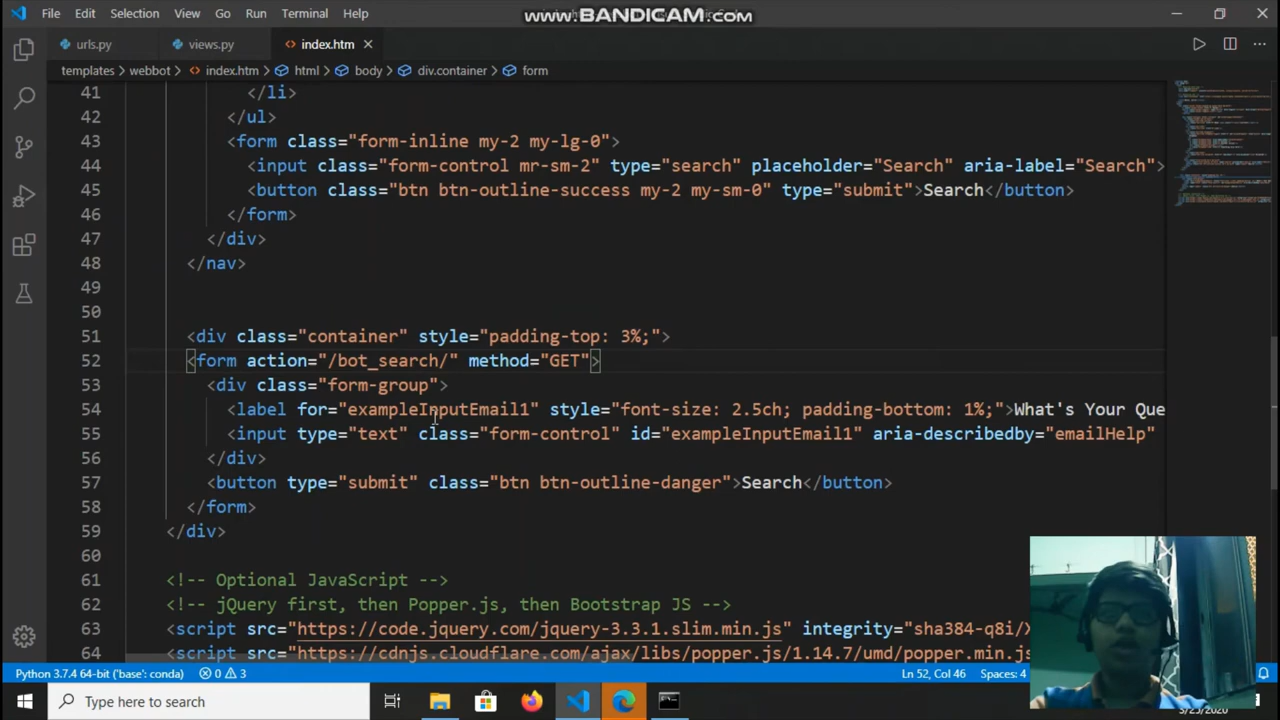 File Edit Selection View Go Run Terminal Help
www.BANDICAM.com
urls.py views.py index.htm
templates > webbot > index.htm > html > body > div.container > form
41 </li>
42 </ul>
43 <form class="form-inline my-2 my-lg-0">
44 <input class="form-control mr-sm-2" type="search" placeholder="Search" aria-label="Search">
45 <button class="btn btn-outline-success my-2 my-sm-0" type="submit">Search</button>
46 </form>
47 </div>
48 </nav>
49
50
51 <div class="container" style="padding-top: 3%;">
52 <form action="/bot_search/" method="GET">
53 <div class="form-group">
54 <label for="exampleInputEmail1" style="font-size: 2.5ch; padding-bottom: 1%;">What's Your Que
55 <input type="text" class="form-control" id="exampleInputEmail1" aria-describedby="emailHelp"
56 </div>
57 <button type="submit" class="btn btn-outline-danger">Search</button>
58 </form>
59 </div>
60
61 <!-- Optional JavaScript -->
62 <!-- jQuery first, then Popper.js, then Bootstrap JS -->
63 <script src="https://code.jquery.com/jquery-3.3.1.slim.min.js" integrity="sha384-q8i/
64 <script src="https://cdnjs.cloudflare.com/ajax/libs/popper.js/1.14.7/umd/popper.min.js
Python 3.7.4 64-bit ('base': conda) 0 3 Ln 52, Col 46 Spaces: 4
Type here to search